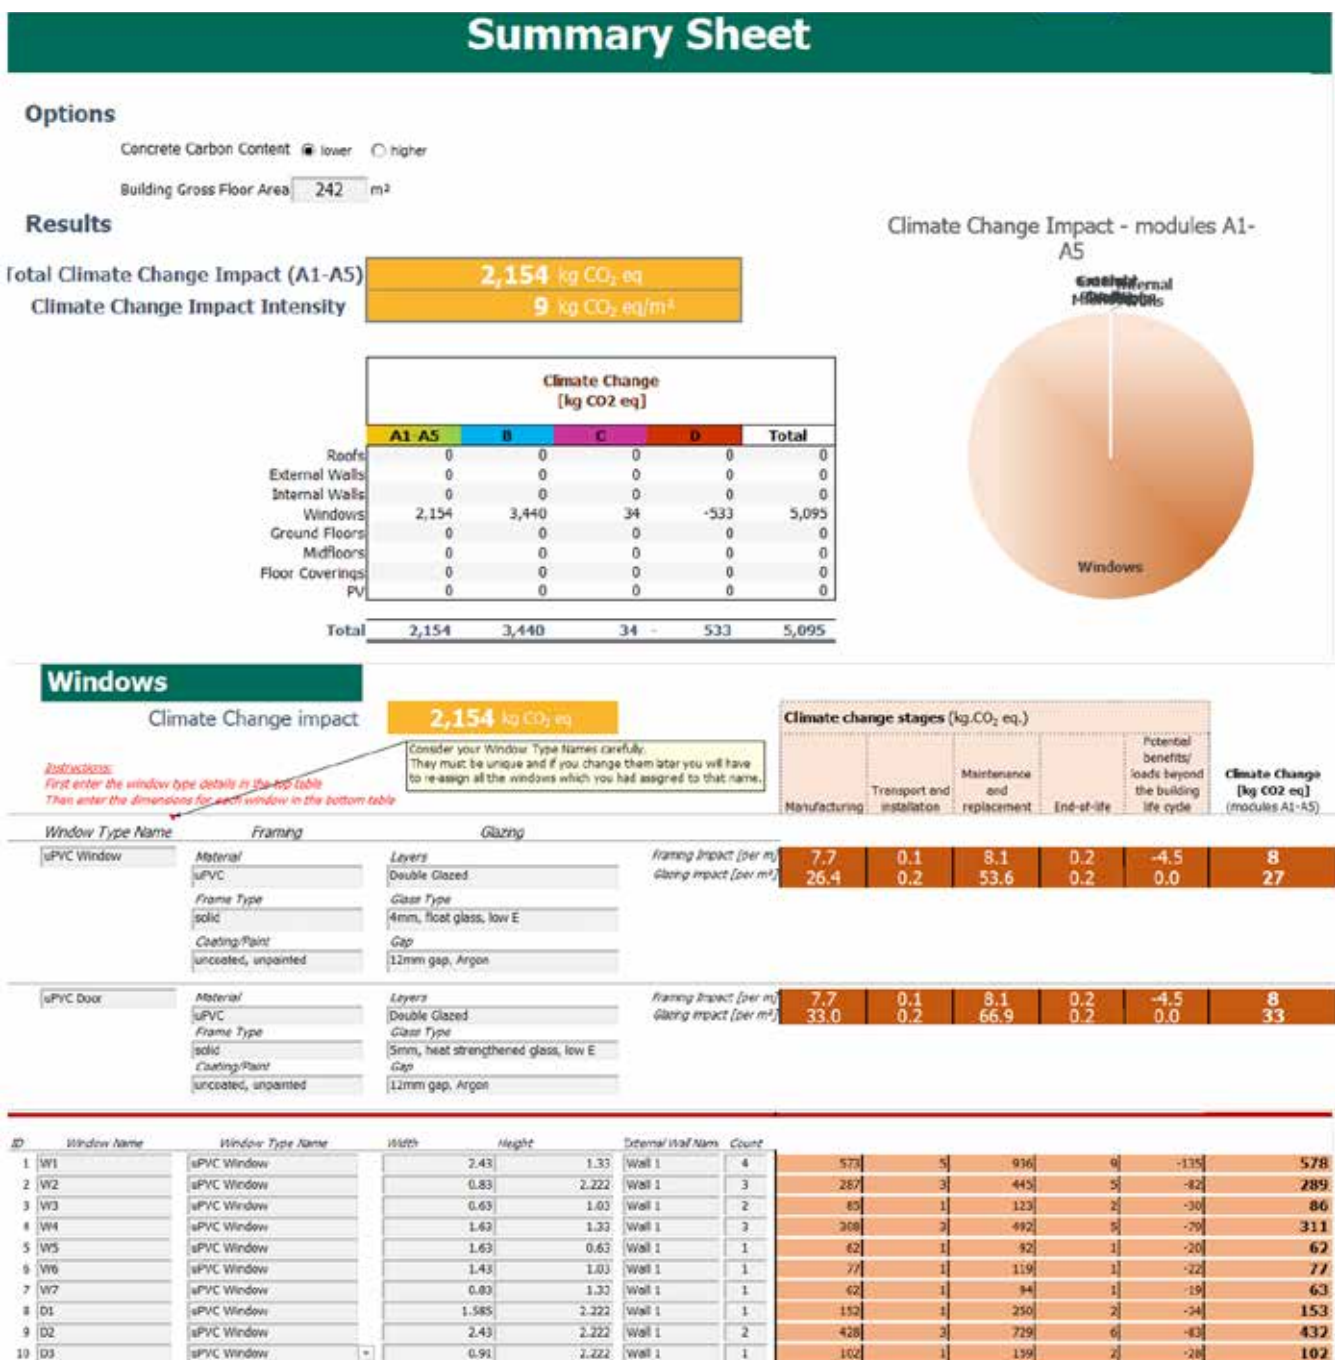 Summary Sheet
Options
Concrete Carbon Content lower higher
Building Gross Floor Area 242 m²
Results
Climate Change Impact - modules A1-
A5
Total Climate Change Impact (A1-A5) 2,154 kg CO₂ eq
Climate Change Impact Intensity 9 kg CO₂ eq/m²
Internal
Walls
Windows
Climate Change
[kg CO2 eq]
A1-A5 B C D Total
Roofs 0 0 0 0 0
External Walls 0 0 0 0 0
Internal Walls 0 0 0 0 0
Windows 2,154 3,440 34 -533 5,095
Ground Floors 0 0 0 0 0
Midfloors 0 0 0 0 0
Floor Coverings 0 0 0 0 0
PV 0 0 0 0 0
Total 2,154 3,440 34 - 533 5,095
Windows
Climate Change impact 2,154 kg CO₂ eq
Consider your Window Type Names carefully.
They must be unique and if you change them later you will have
to re-assign all the windows which you had assigned to that name.
Instructions:
First enter the window type details in the top table
Then enter the dimensions for each window in the bottom table
Climate change stages (kg.CO₂ eq.)
Manufacturing
Transport and
installation
Maintenance
and
replacement
End-of-life
Potential
benefits/
loads beyond
the building
life cycle
Climate Change
[kg CO2 eq]
(modules A1-A5)
Window Type Name Framing Glazing
uPVC Window Material Layers Framing Impact [per m] 7.7 0.1 8.1 0.2 -4.5 8
uPVC Double Glazed Glazing impact [per m²] 26.4 0.2 53.6 0.2 0.0 27
Frame Type Glass Type
solid 4mm, float glass, low E
Coating/Paint Gap
uncoated, unpainted 12mm gap, Argon
uPVC Door Material Layers Framing Impact [per m] 7.7 0.1 8.1 0.2 -4.5 8
uPVC Double Glazed Glazing impact [per m²] 33.0 0.2 66.9 0.2 0.0 33
Frame Type Glass Type
solid 5mm, heat strengthened glass, low E
Coating/Paint Gap
uncoated, unpainted 12mm gap, Argon
ID Window Name Window Type Name Width Height External Wall Nam Count
1 W1 uPVC Window 2.43 1.33 Wall 1 4 573 5 936 9 -135 578
2 W2 uPVC Window 0.83 2.222 Wall 1 3 287 3 445 5 -82 289
3 W3 uPVC Window 0.63 1.03 Wall 1 2 85 1 123 2 -30 86
4 W4 uPVC Window 1.63 1.33 Wall 1 3 308 3 492 5 -79 311
5 W5 uPVC Window 1.63 0.63 Wall 1 1 62 1 92 1 -20 62
6 W6 uPVC Window 1.43 1.03 Wall 1 1 77 1 119 1 -22 77
7 W7 uPVC Window 0.83 1.33 Wall 1 1 62 1 94 1 -19 63
8 D1 uPVC Window 1.585 2.222 Wall 1 1 152 1 250 2 -34 153
9 D2 uPVC Window 2.43 2.222 Wall 1 2 428 3 729 6 -83 432
10 D3 uPVC Window 0.91 2.222 Wall 1 1 102 1 159 2 -28 102